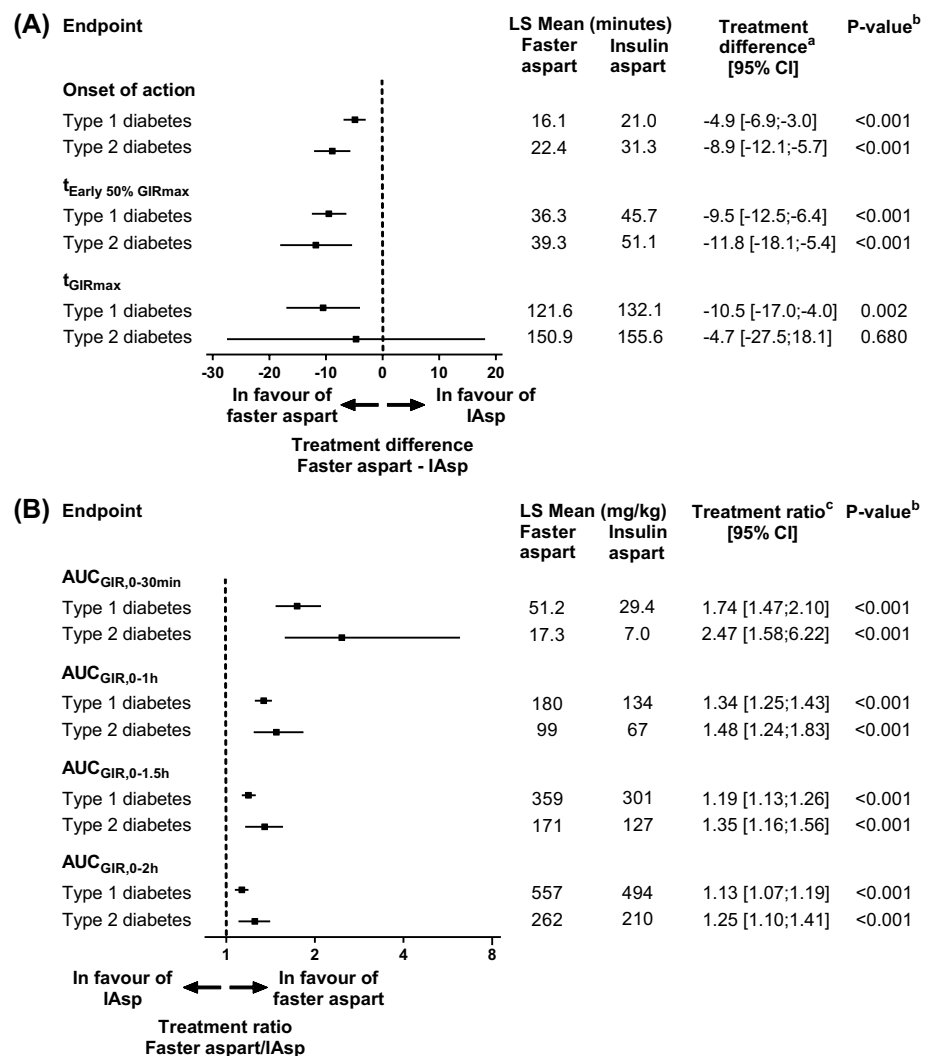 (A) Endpoint LS Mean (minutes) Treatment P-valueᵇ
Faster Insulin differenceᵃ
aspart aspart [95% CI]
Onset of action
Type 1 diabetes 16.1 21.0 -4.9 [-6.9;-3.0] <0.001
Type 2 diabetes 22.4 31.3 -8.9 [-12.1;-5.7] <0.001
tEarly 50% GIRmax
Type 1 diabetes 36.3 45.7 -9.5 [-12.5;-6.4] <0.001
Type 2 diabetes 39.3 51.1 -11.8 [-18.1;-5.4] <0.001
tGIRmax
Type 1 diabetes 121.6 132.1 -10.5 [-17.0;-4.0] 0.002
Type 2 diabetes 150.9 155.6 -4.7 [-27.5;18.1] 0.680
-30 -20 -10 0 10 20
In favour of In favour of
faster aspart IAsp
Treatment difference
Faster aspart - IAsp
(B) Endpoint LS Mean (mg/kg) Treatment ratioᶜ P-valueᵇ
Faster Insulin [95% CI]
aspart aspart
AUCGIR,0-30min
Type 1 diabetes 51.2 29.4 1.74 [1.47;2.10] <0.001
Type 2 diabetes 17.3 7.0 2.47 [1.58;6.22] <0.001
AUCGIR,0-1h
Type 1 diabetes 180 134 1.34 [1.25;1.43] <0.001
Type 2 diabetes 99 67 1.48 [1.24;1.83] <0.001
AUCGIR,0-1.5h
Type 1 diabetes 359 301 1.19 [1.13;1.26] <0.001
Type 2 diabetes 171 127 1.35 [1.16;1.56] <0.001
AUCGIR,0-2h
Type 1 diabetes 557 494 1.13 [1.07;1.19] <0.001
Type 2 diabetes 262 210 1.25 [1.10;1.41] <0.001
1 2 4 8
In favour of In favour of
IAsp faster aspart
Treatment ratio
Faster aspart/IAsp